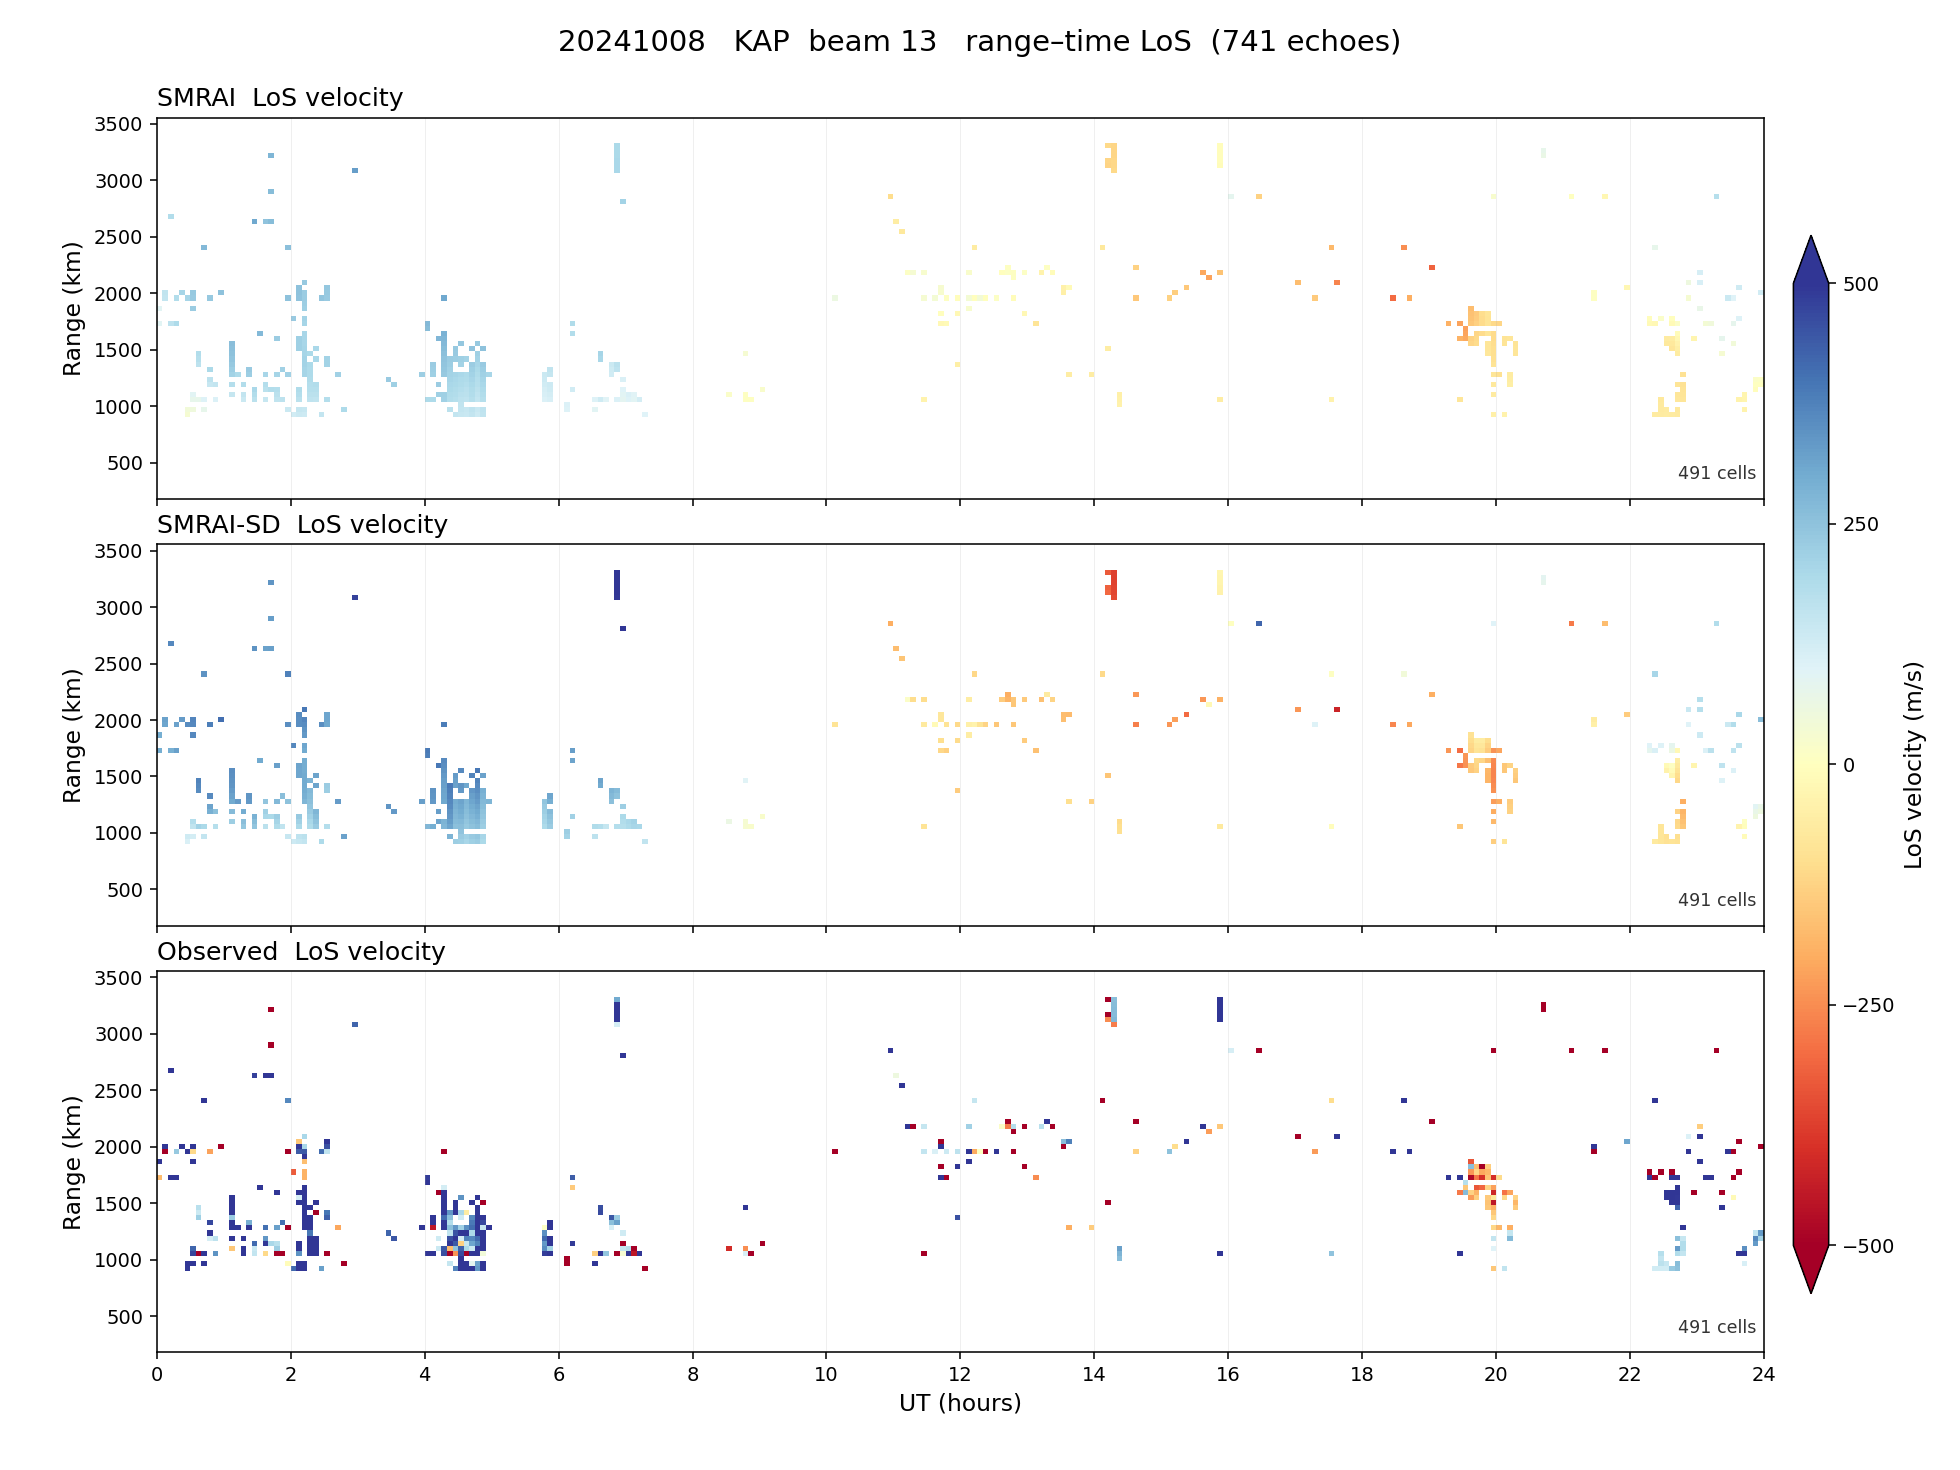 20241008   KAP  beam 13   range–time LoS  (741 echoes)
SMRAI  LoS velocity
3500
3000
2500
2000
1500
1000
500
Range (km)
491 cells
SMRAI-SD  LoS velocity
3500
3000
2500
2000
1500
1000
500
Range (km)
491 cells
Observed  LoS velocity
3500
3000
2500
2000
1500
1000
500
Range (km)
491 cells
0 2 4 6 8 10 12 14 16 18 20 22 24
UT (hours)
500
250
0
−250
−500
LoS velocity (m/s)